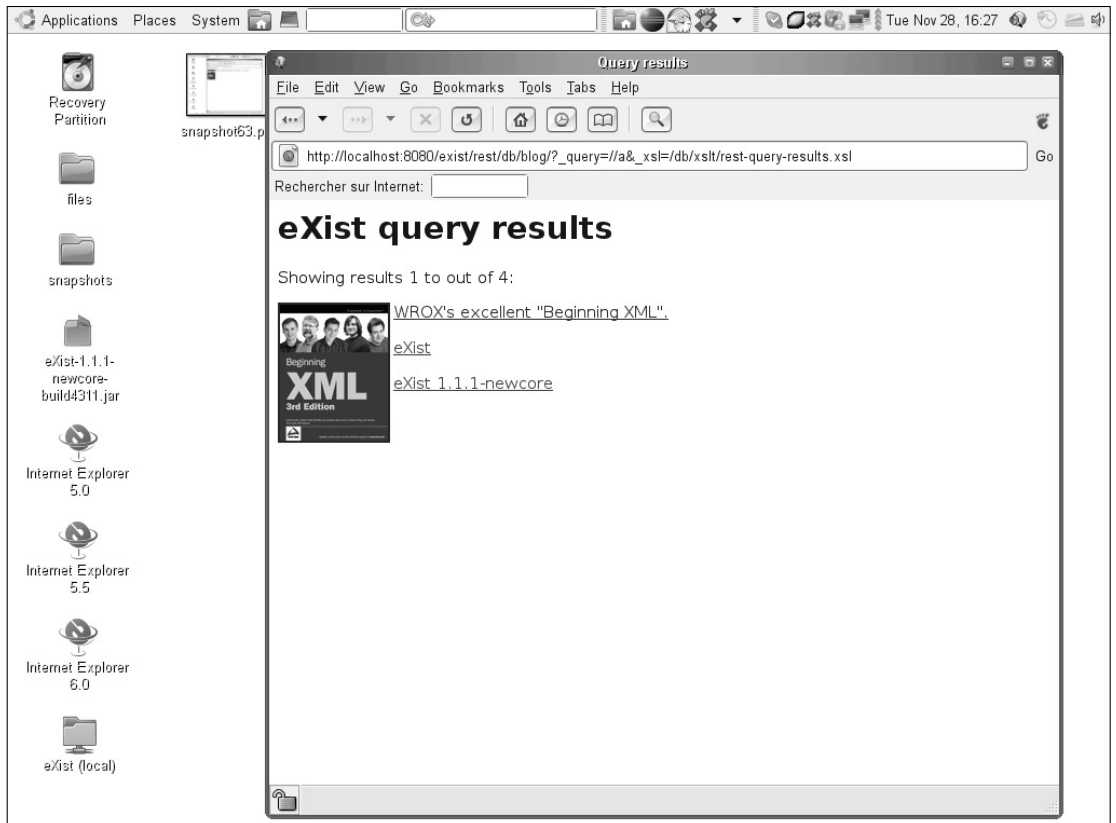 Applications Places System
Tue Nov 28, 16:27
Recovery
Partition
snapshot63.p
files
snapshots
eXist-1.1.1-
newcore-
build4311.jar
Internet Explorer
5.0
Internet Explorer
5.5
Internet Explorer
6.0
eXist (local)
Query results
File Edit View Go Bookmarks Tools Tabs Help
http://localhost:8080/exist/rest/db/blog/?_query=//a&_xsl=/db/xslt/rest-query-results.xsl Go
Rechercher sur Internet:
eXist query results
Showing results 1 to out of 4:
Beginning
XML
3rd Edition
WROX's excellent "Beginning XML".
eXist
eXist 1.1.1-newcore